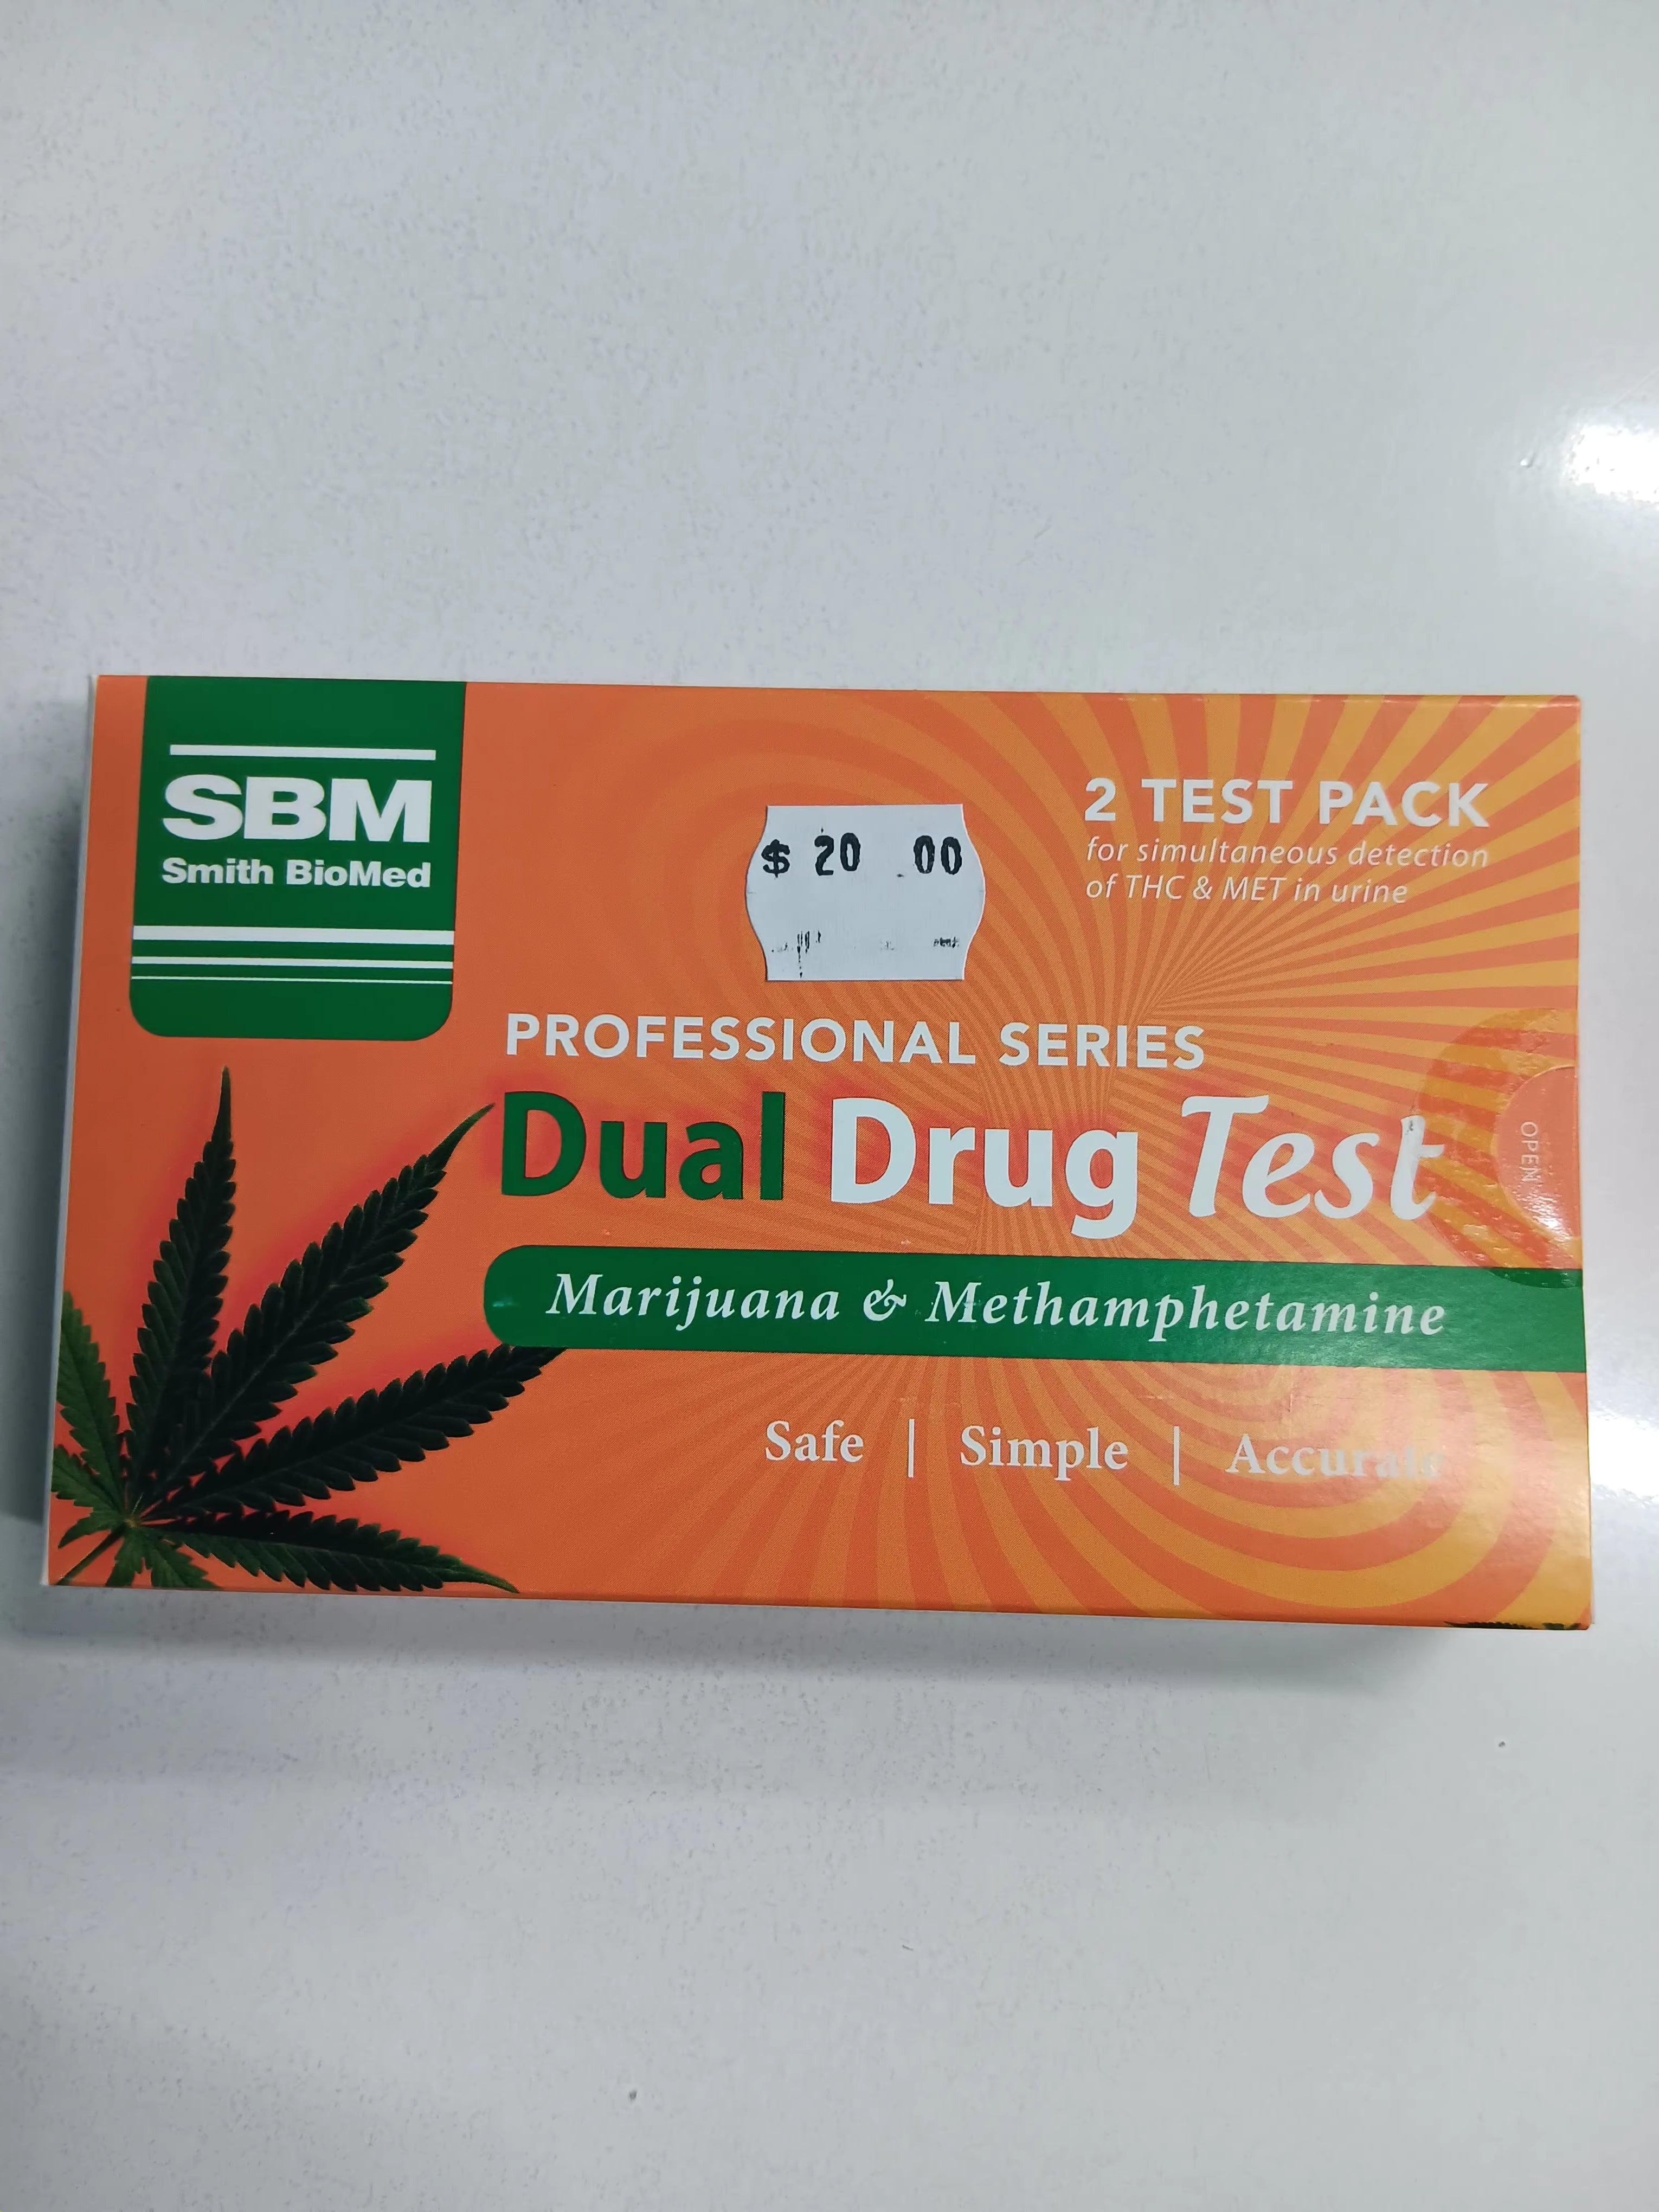 SBM
Smith BioMed
$ 20 .00
2 TEST PACK
for simultaneous detection
of THC & MET in urine
PROFESSIONAL SERIES
Dual Drug Test
OPEN
Marijuana & Methamphetamine
Safe | Simple | Accurate